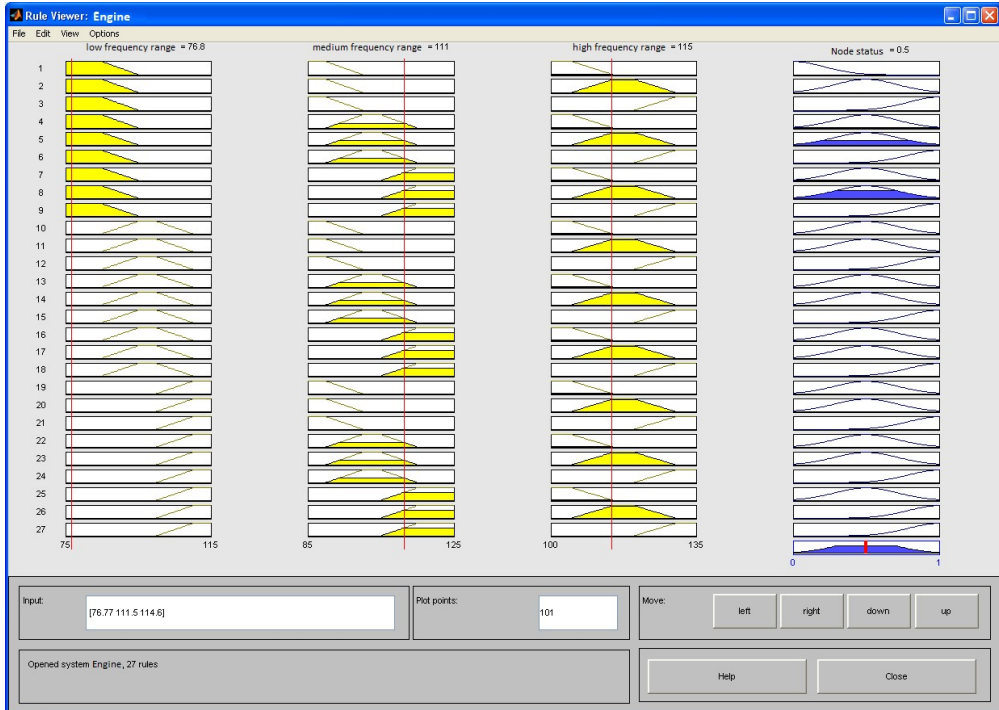 Rule Viewer: Engine
File Edit View Options
low frequency range = 76.8
medium frequency range = 111
high frequency range = 115
Node status = 0.5
1
2
3
4
5
6
7
8
9
10
11
12
13
14
15
16
17
18
19
20
21
22
23
24
25
26
27
75 115
85 125
100 135
0 1
Input:
[76.77 111.5 114.6]
Plot points:
101
Move:
left
right
down
up
Opened system Engine, 27 rules
Help
Close